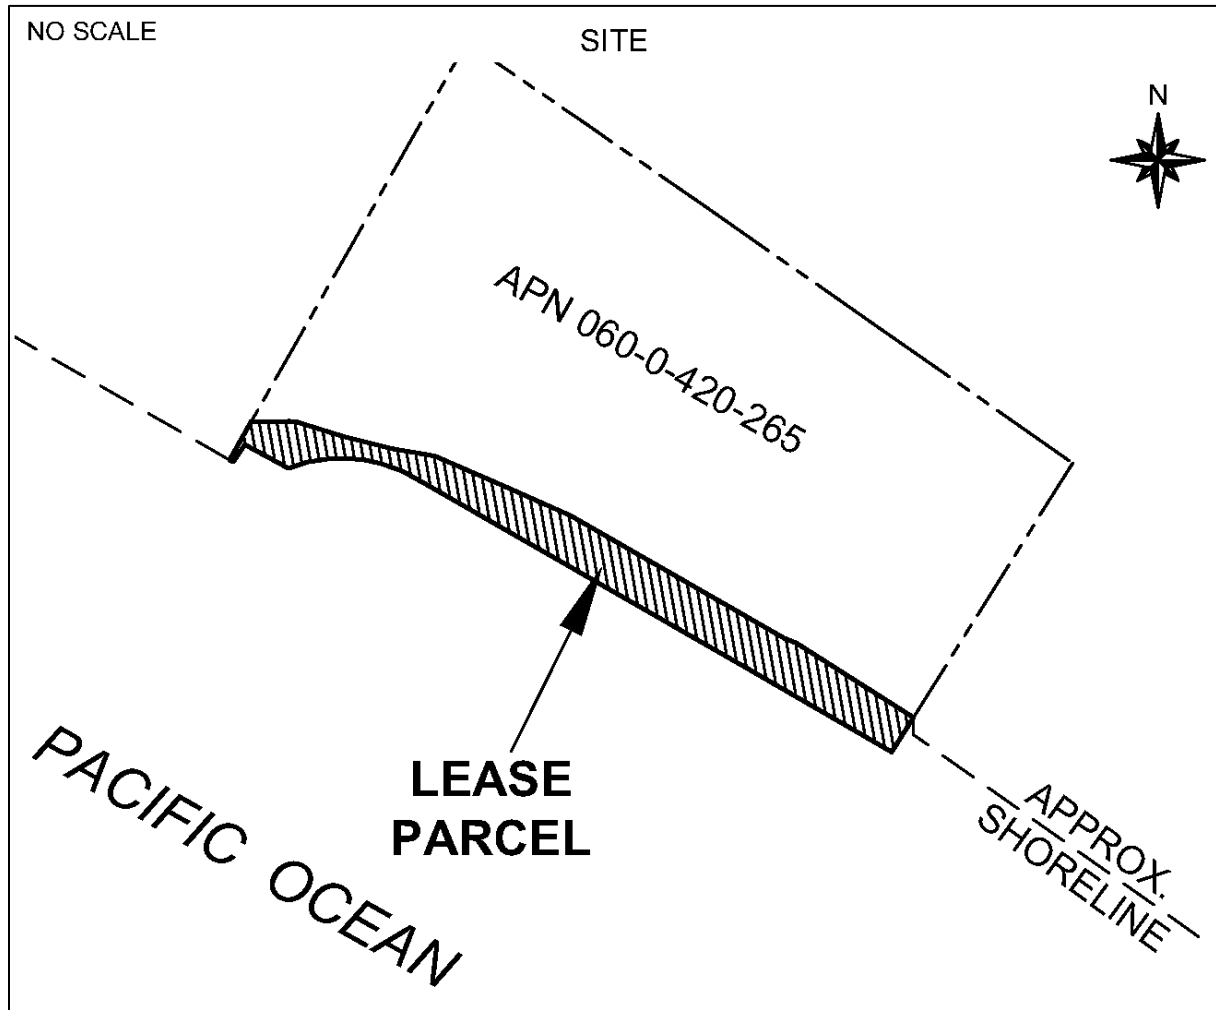 NO SCALE
SITE
N
APN 060-0-420-265
LEASE
PARCEL
PACIFIC OCEAN
APPROX.
SHORELINE